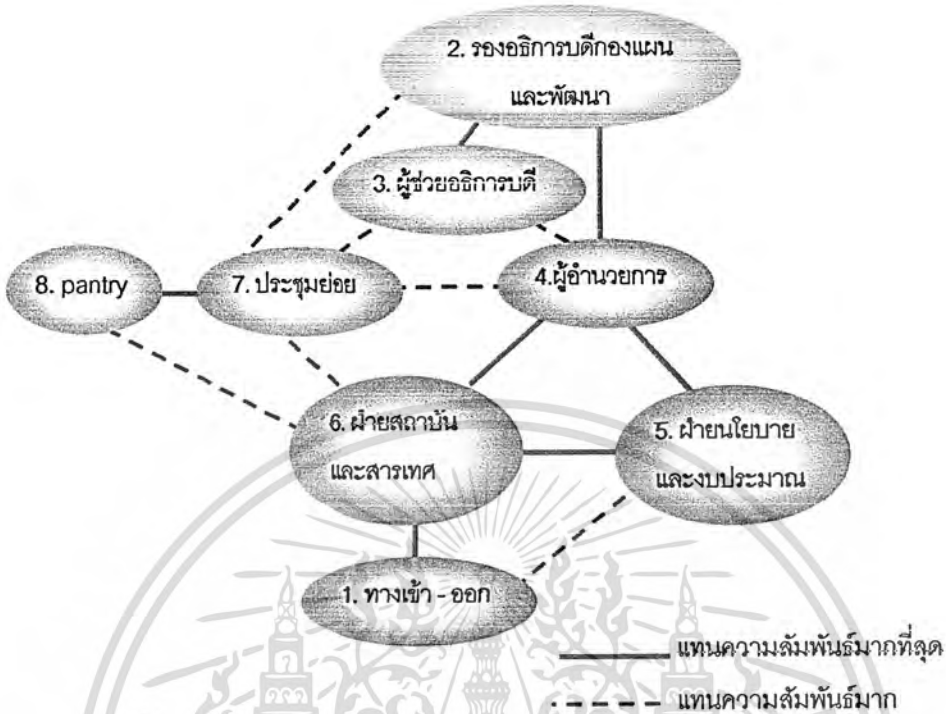 2. รองอธิการบดีกองแผน
และพัฒนา
3. ผู้ช่วยอธิการบดี
8. pantry
7. ประชุมย่อย
4.ผู้อำนวยการ
6. ฝ่ายสถาบัน
และสารเทศ
5. ฝ่ายนโยบาย
และงบประมาณ
1. ทางเข้า - ออก
แทนความสัมพันธ์มากที่สุด
แทนความสัมพันธ์มาก